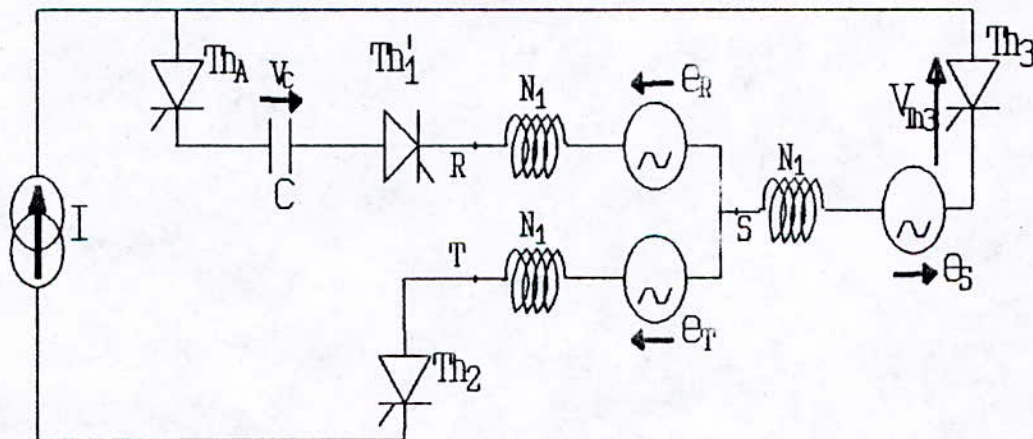 Th_A
V_C
Th'_1
N_1
e_R
Th_3
V_Th3
I
C
R
N_1
T
N_1
S
e_T
e_S
Th_2